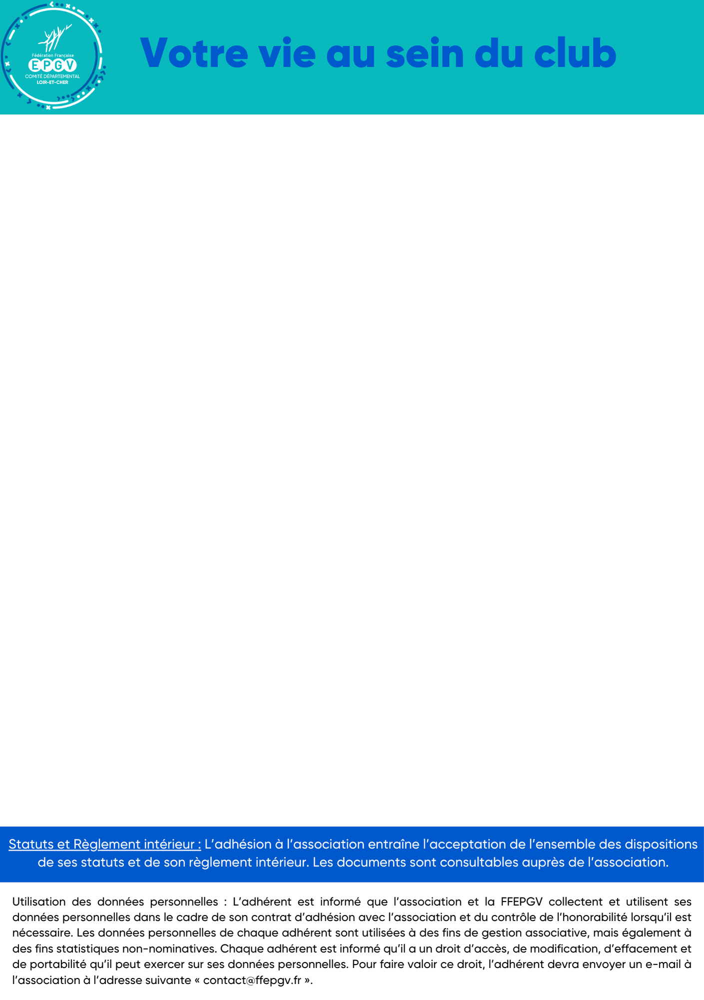 Fédération Française
EPGV
COMITÉ DÉPARTEMENTAL
LOIR-ET-CHER
Votre vie au sein du club
Statuts et Règlement intérieur : L’adhésion à l’association entraîne l’acceptation de l’ensemble des dispositions
de ses statuts et de son règlement intérieur. Les documents sont consultables auprès de l’association.
Utilisation des données personnelles : L’adhérent est informé que l’association et la FFEPGV collectent et utilisent ses
données personnelles dans le cadre de son contrat d’adhésion avec l’association et du contrôle de l’honorabilité lorsqu’il est
nécessaire. Les données personnelles de chaque adhérent sont utilisées à des fins de gestion associative, mais également à
des fins statistiques non-nominatives. Chaque adhérent est informé qu’il a un droit d’accès, de modification, d’effacement et
de portabilité qu’il peut exercer sur ses données personnelles. Pour faire valoir ce droit, l’adhérent devra envoyer un e-mail à
l’association à l’adresse suivante « contact@ffepgv.fr ».